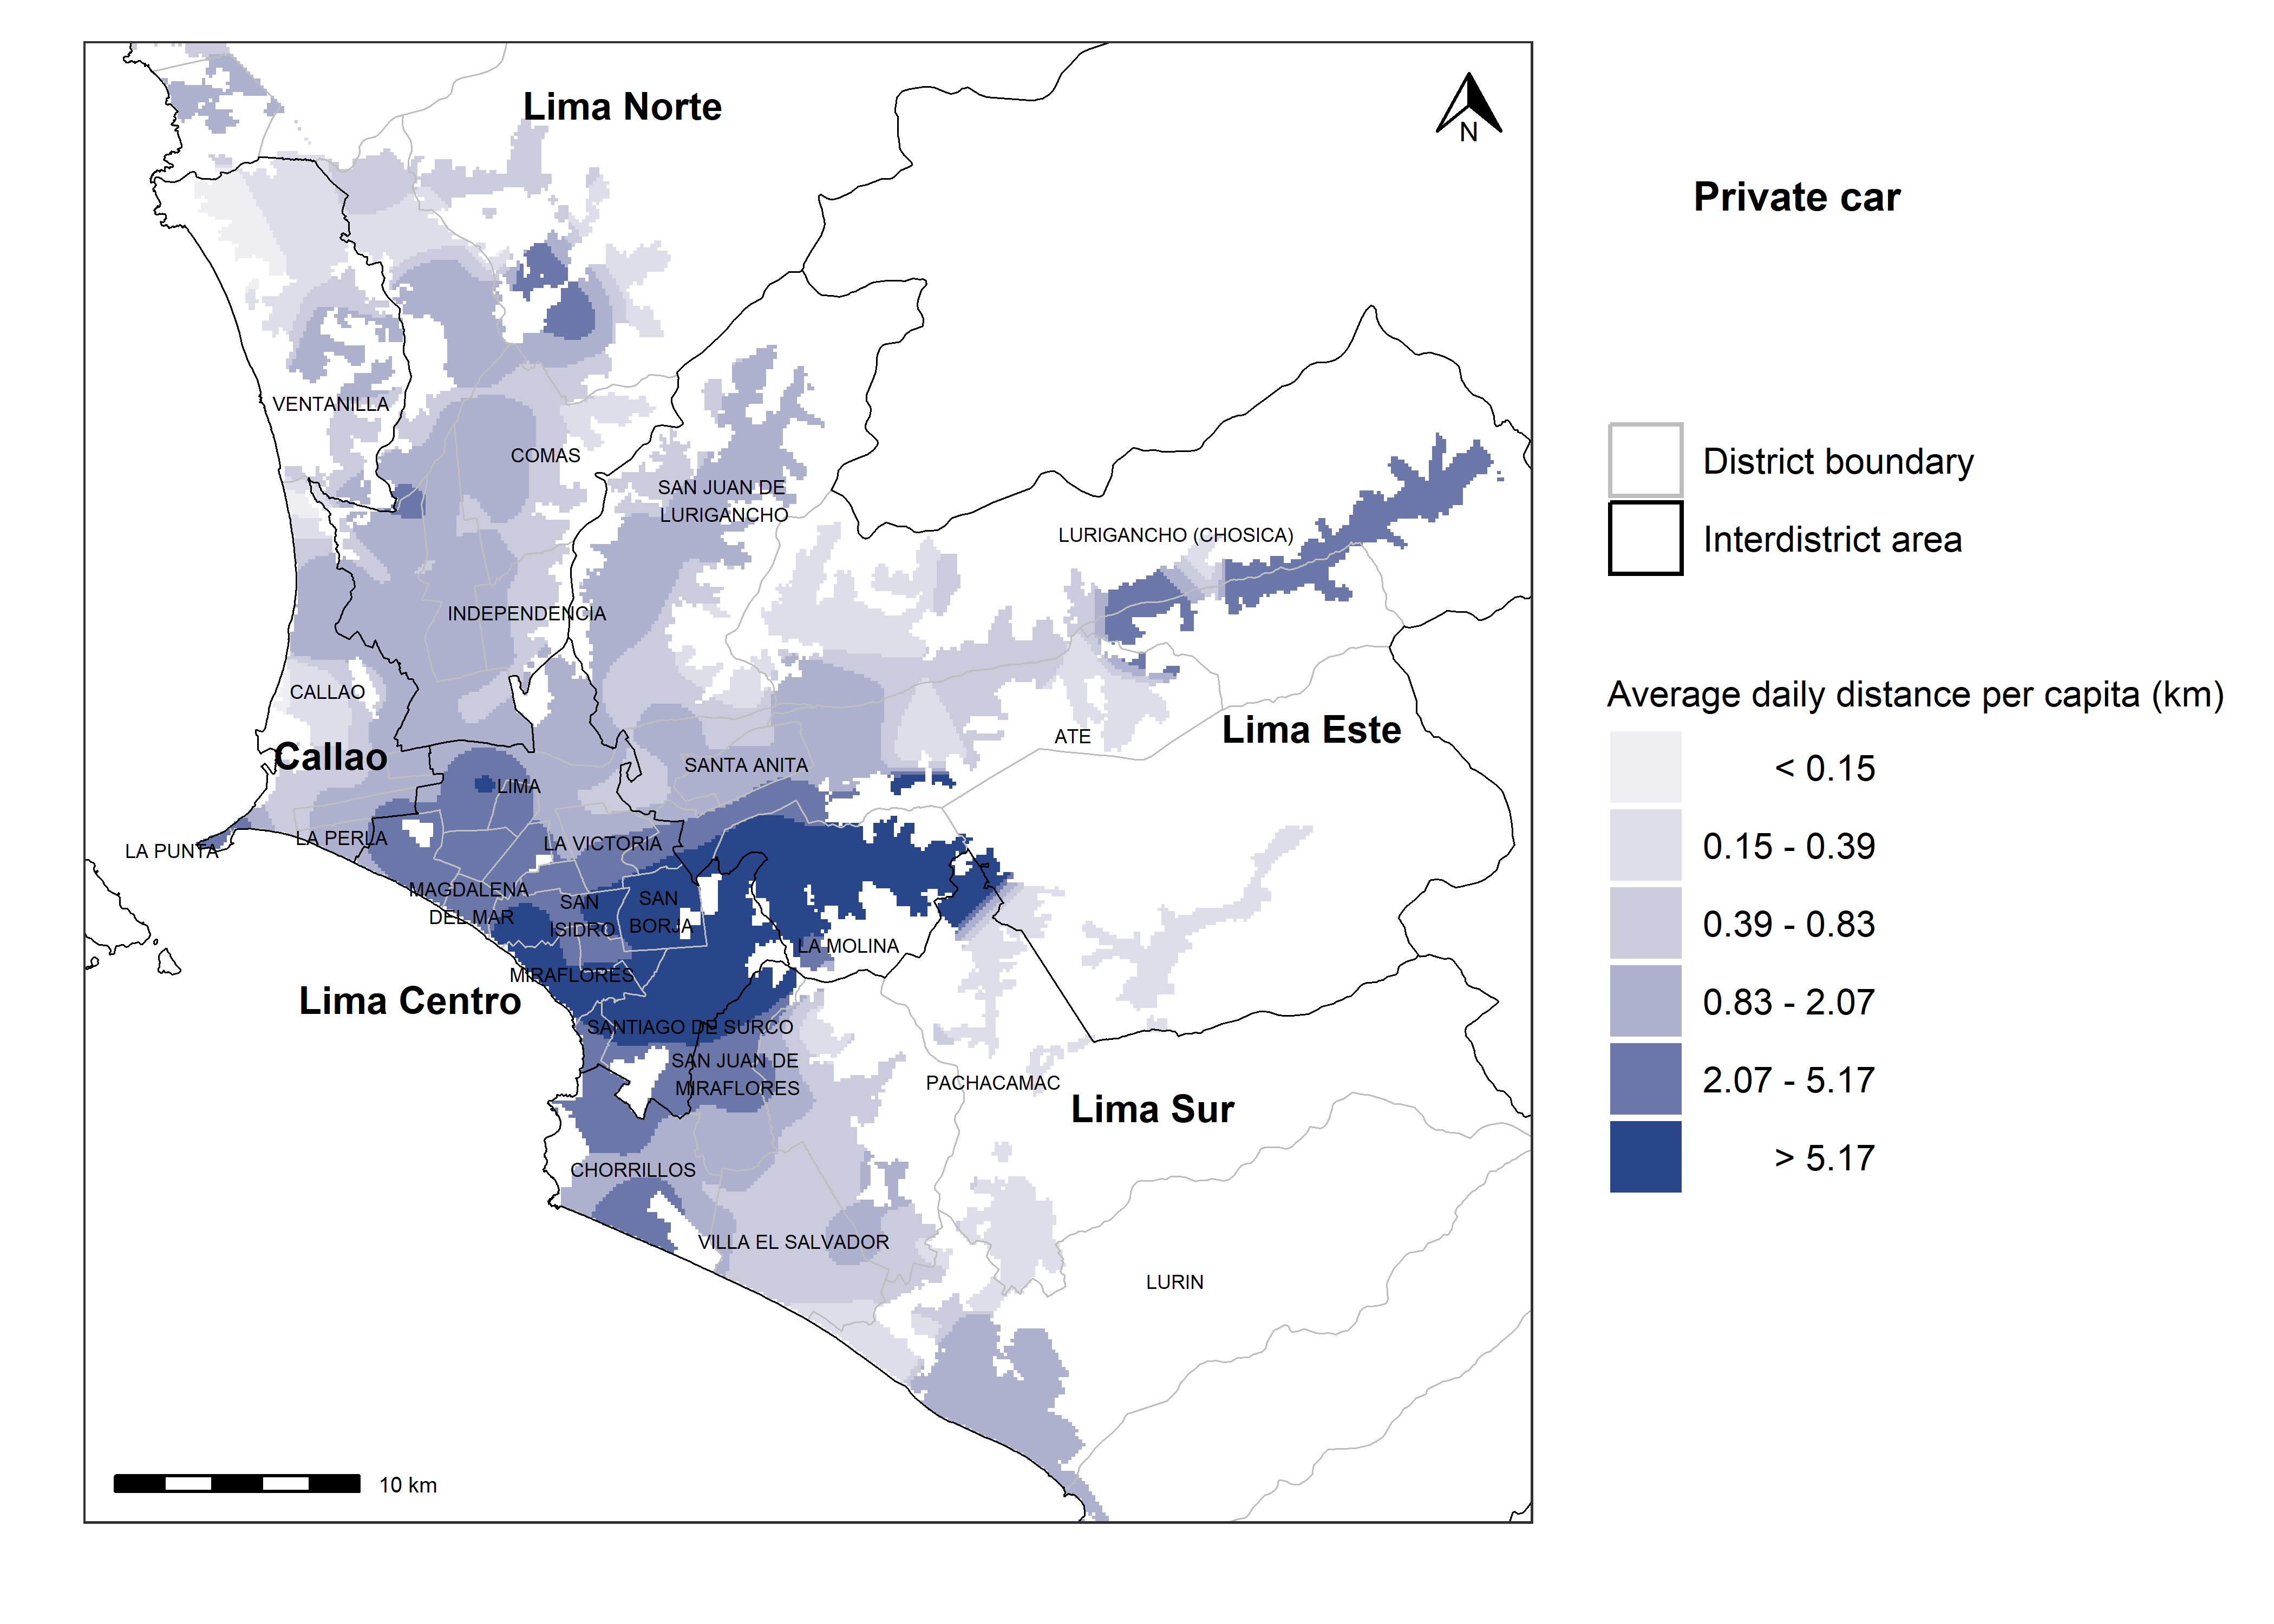 Lima Norte
N
VENTANILLA
COMAS
SAN JUAN DE
LURIGANCHO
LURIGANCHO (CHOSICA)
INDEPENDENCIA
CALLAO
Callao
Lima Este
ATE
SANTA ANITA
LIMA
LA PERLA
LA PUNTA
LA VICTORIA
MAGDALENA
DEL MAR
SAN
ISIDRO
SAN
BORJA
LA MOLINA
MIRAFLORES
Lima Centro
SANTIAGO DE SURCO
SAN JUAN DE
MIRAFLORES
PACHACAMAC
Lima Sur
CHORRILLOS
VILLA EL SALVADOR
LURIN
10 km
Private car
District boundary
Interdistrict area
Average daily distance per capita (km)
< 0.15
0.15 - 0.39
0.39 - 0.83
0.83 - 2.07
2.07 - 5.17
> 5.17